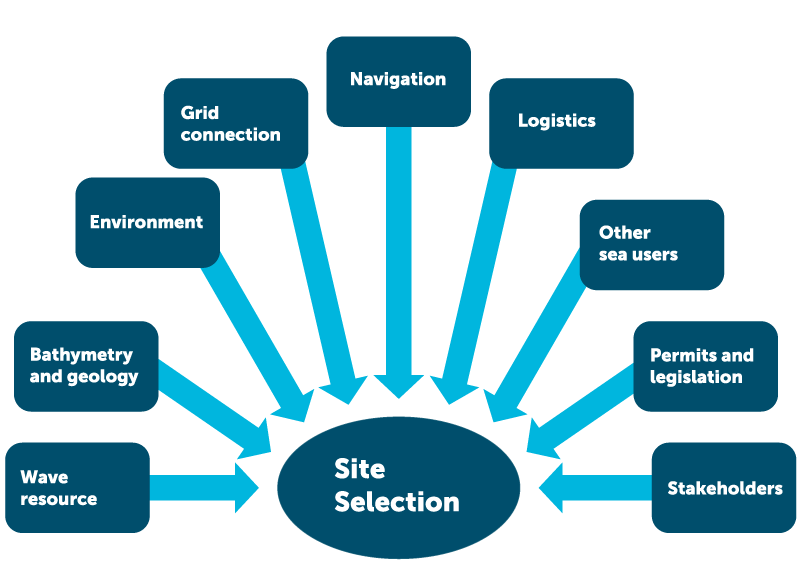 Navigation
Grid
connection
Logistics
Environment
Other
sea users
Bathymetry
and geology
Permits and
legislation
Wave
resource
Site
Selection
Stakeholders